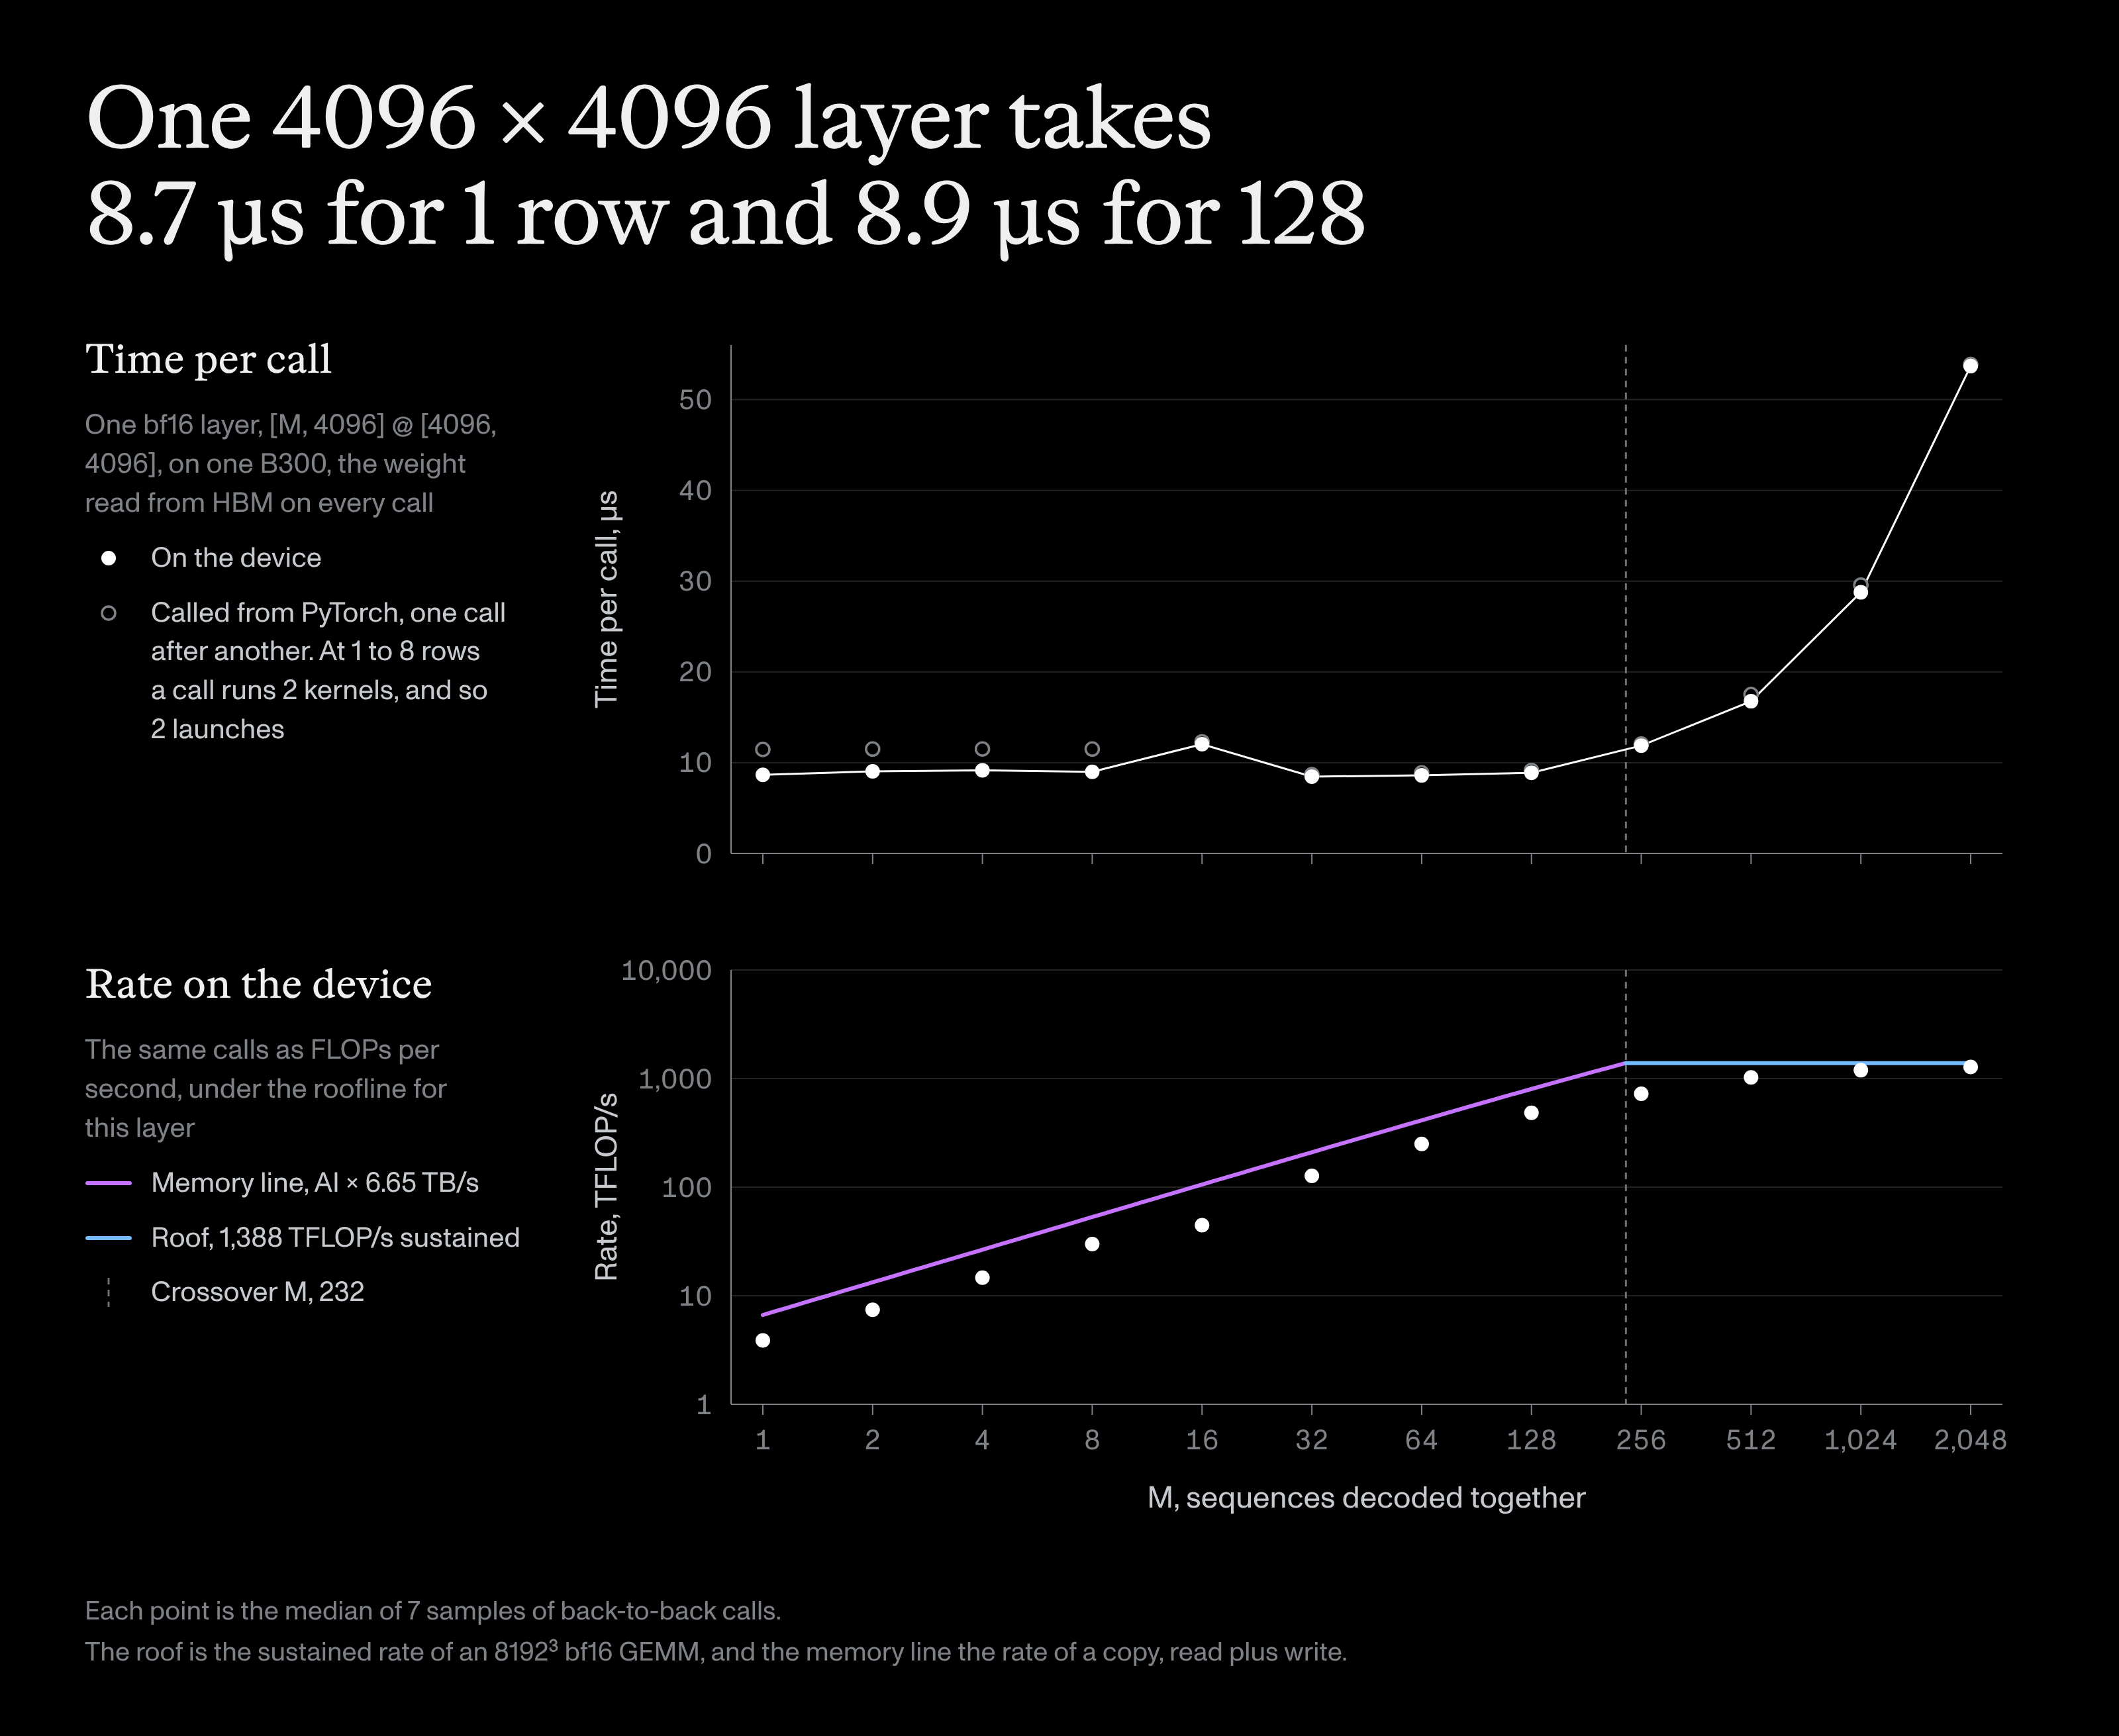 One 4096 × 4096 layer takes
8.7 µs for 1 row and 8.9 µs for 128
Time per call
One bf16 layer, [M, 4096] @ [4096,
4096], on one B300, the weight
read from HBM on every call
On the device
Called from PyTorch, one call
after another. At 1 to 8 rows
a call runs 2 kernels, and so
2 launches
Time per call, µs
50
40
30
20
10
0
Rate on the device
The same calls as FLOPs per
second, under the roofline for
this layer
Memory line, AI × 6.65 TB/s
Roof, 1,388 TFLOP/s sustained
Crossover M, 232
Rate, TFLOP/s
10,000
1,000
100
10
1
1 2 4 8 16 32 64 128 256 512 1,024 2,048
M, sequences decoded together
Each point is the median of 7 samples of back-to-back calls.
The roof is the sustained rate of an 8192³ bf16 GEMM, and the memory line the rate of a copy, read plus write.